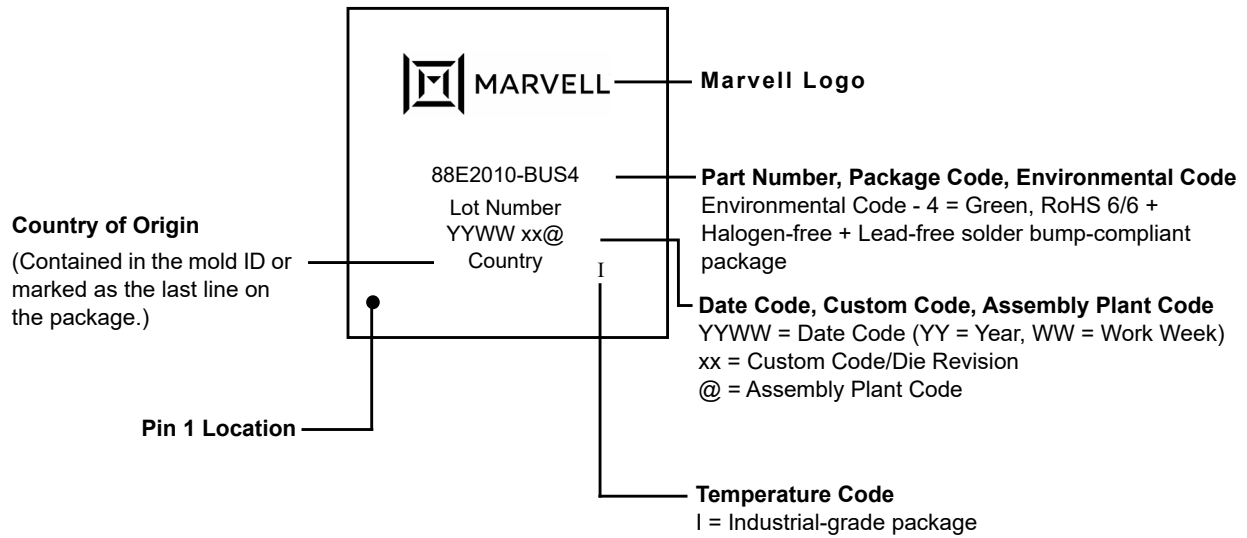 MARVELL
Marvell Logo
88E2010-BUS4
Lot Number
YYWW xx@
Country
I
Part Number, Package Code, Environmental Code
Environmental Code - 4 = Green, RoHS 6/6 +
Halogen-free + Lead-free solder bump-compliant
package
Country of Origin
(Contained in the mold ID or
marked as the last line on
the package.)
Date Code, Custom Code, Assembly Plant Code
YYWW = Date Code (YY = Year, WW = Work Week)
xx = Custom Code/Die Revision
@ = Assembly Plant Code
Pin 1 Location
Temperature Code
I = Industrial-grade package